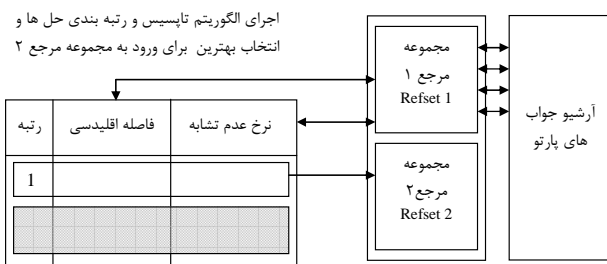 اجرای الگوریتم تاپسیس و رتبه بندی حل ها و
انتخاب بهترین برای ورود به مجموعه مرجع ۲
مجموعه
مرجع ۱
Refset 1
آرشیو جواب
های پارتو
رتبه
فاصله اقلیدسی
نرخ عدم تشابه
1
مجموعه
مرجع۲
Refset 2